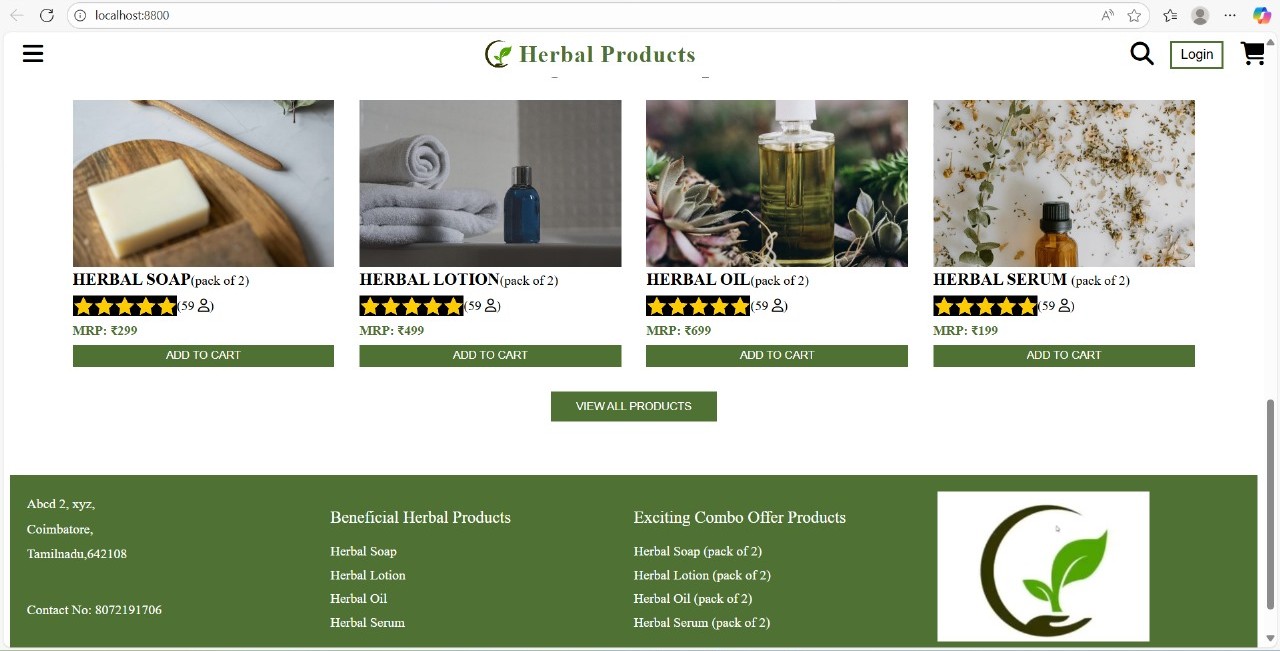 localhost:8800
Herbal Products
Login
HERBAL SOAP(pack of 2)
(59)
MRP: ₹299
ADD TO CART
HERBAL LOTION(pack of 2)
(59)
MRP: ₹499
ADD TO CART
HERBAL OIL(pack of 2)
(59)
MRP: ₹699
ADD TO CART
HERBAL SERUM (pack of 2)
(59)
MRP: ₹199
ADD TO CART
VIEW ALL PRODUCTS
Abcd 2, xyz,
Coimbatore,
Tamilnadu,642108
Contact No: 8072191706
Beneficial Herbal Products
Herbal Soap
Herbal Lotion
Herbal Oil
Herbal Serum
Exciting Combo Offer Products
Herbal Soap (pack of 2)
Herbal Lotion (pack of 2)
Herbal Oil (pack of 2)
Herbal Serum (pack of 2)